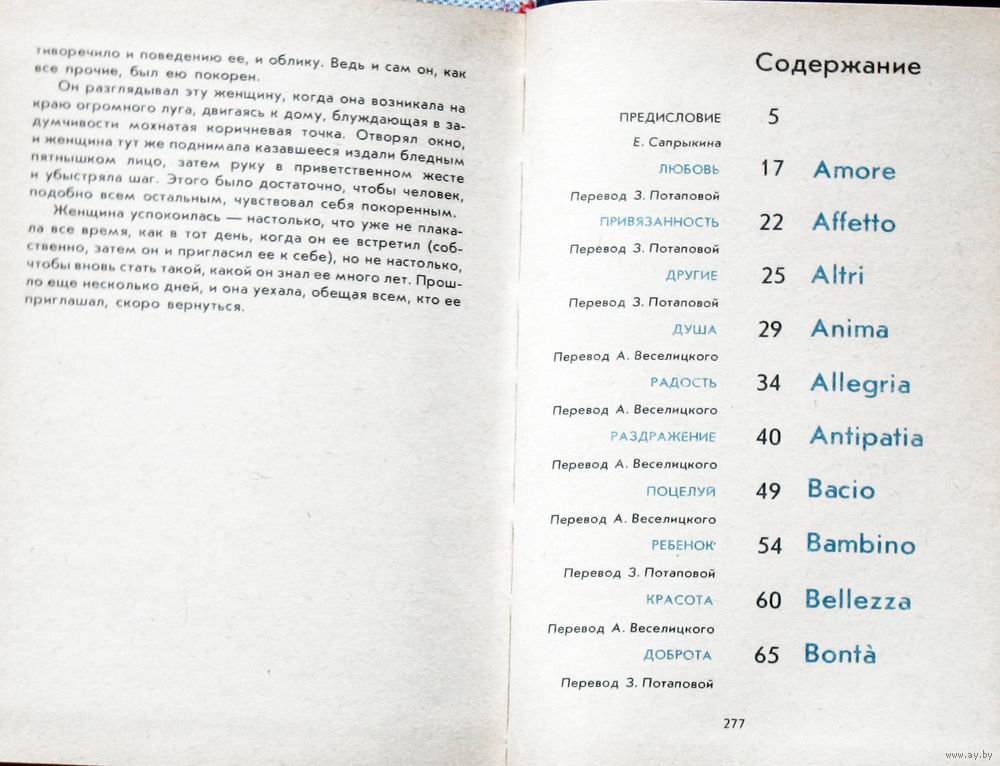 тиворечило и поведению ее, и облику. Ведь и сам он, как
все прочие, был ею покорен.
Он разглядывал эту женщину, когда она возникала на
краю огромного луга, двигаясь к дому, блуждающая в за-
думчивости мохнатая коричневая точка. Отворял окно,
и женщина тут же поднимала казавшееся издали бледным
пятнышком лицо, затем руку в приветственном жесте
и убыстряла шаг. Этого было достаточно, чтобы человек,
подобно всем остальным, чувствовал себя покоренным.
Женщина успокоилась — настолько, что уже не плака-
ла все время, как в тот день, когда он ее встретил (соб-
ственно, затем он и пригласил ее к себе), но не настолько,
чтобы вновь стать такой, какой он знал ее много лет. Прош-
ло еще несколько дней, и она уехала, обещая всем, кто ее
приглашал, скоро вернуться.
Содержание
ПРЕДИСЛОВИЕ 5
Е. Сапрыкина
ЛЮБОВЬ 17 Amore
Перевод З. Потаповой
ПРИВЯЗАННОСТЬ 22 Affetto
Перевод З. Потаповой
ДРУГИЕ 25 Altri
Перевод З. Потаповой
ДУША 29 Anima
Перевод А. Веселицкого
РАДОСТЬ 34 Allegria
Перевод А. Веселицкого
РАЗДРАЖЕНИЕ 40 Antipatia
Перевод А. Веселицкого
ПОЦЕЛУЙ 49 Bacio
Перевод А. Веселицкого
РЕБЕНОК 54 Bambino
Перевод З. Потаповой
КРАСОТА 60 Bellezza
Перевод А. Веселицкого
ДОБРОТА 65 Bontà
Перевод З. Потаповой
277
www.ay.by